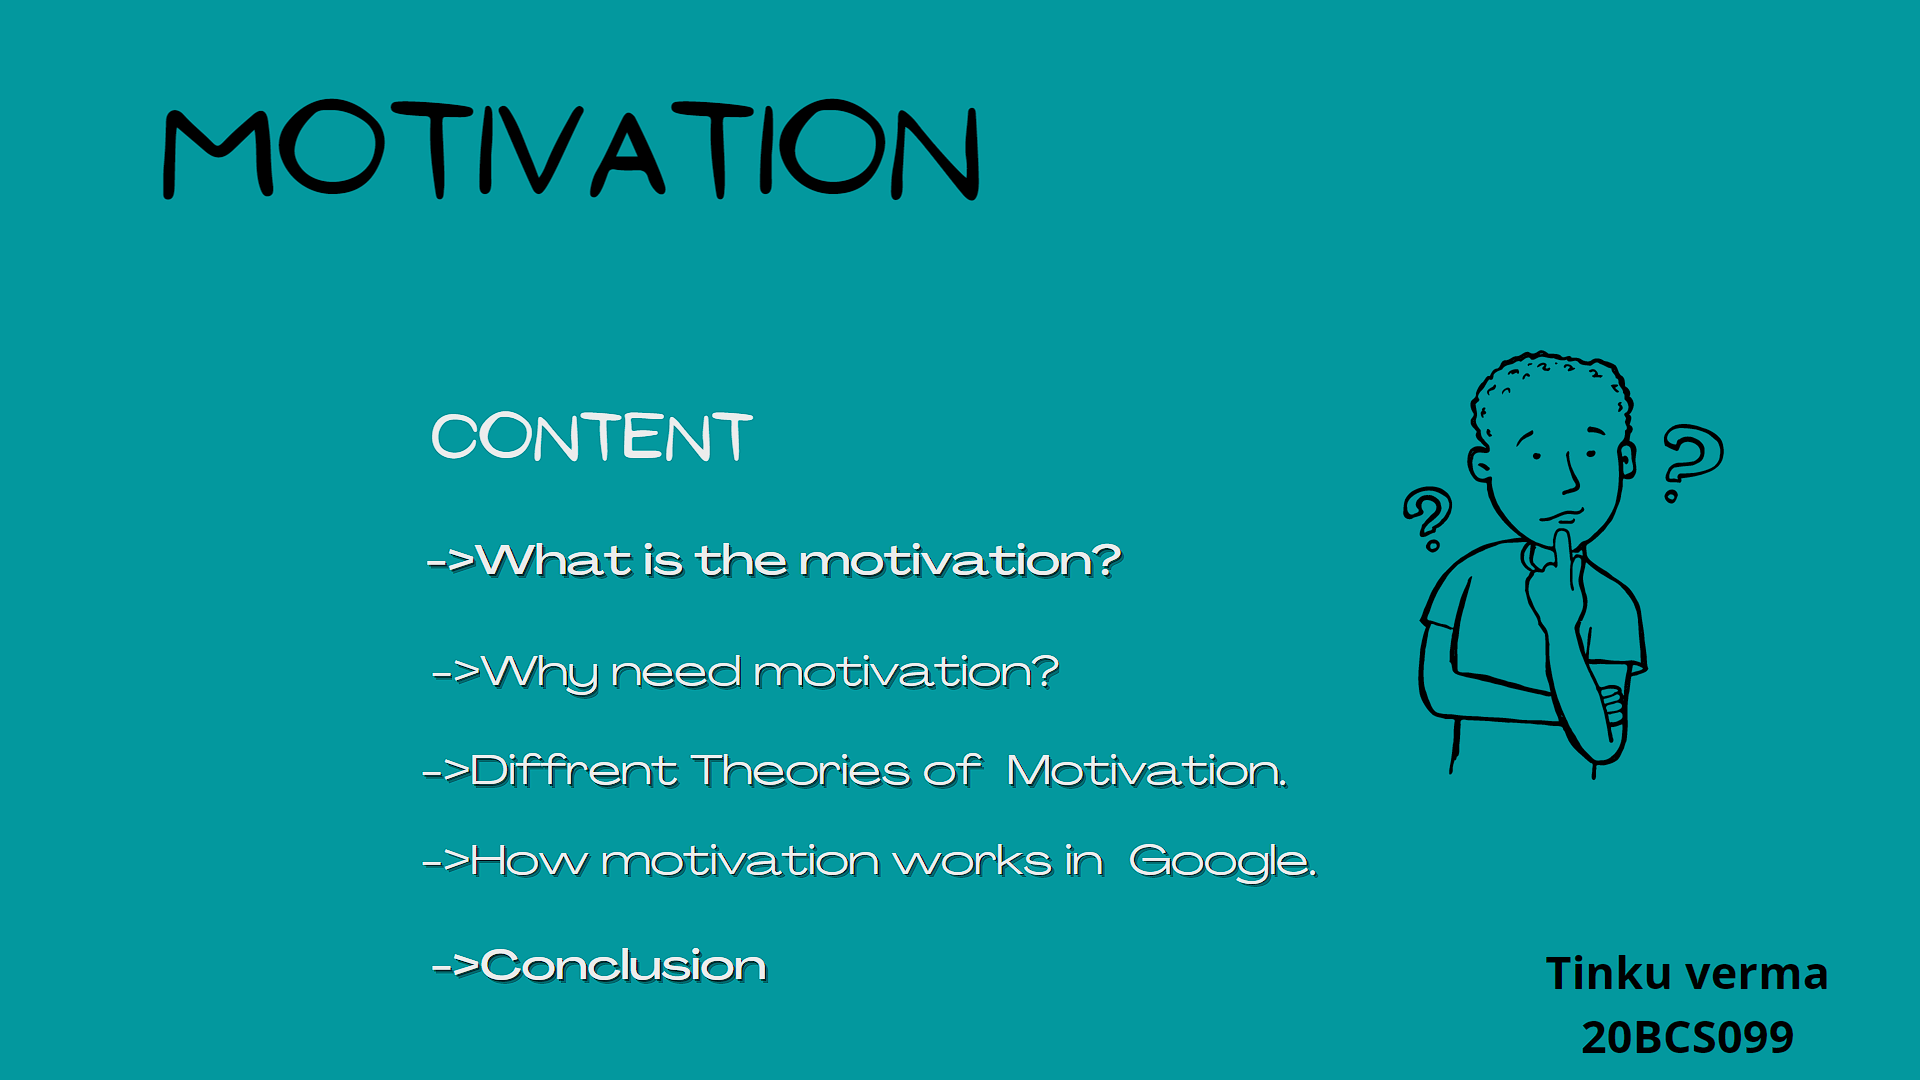 MOTIVATION
CONTENT
->What is the motivation?
->Why need motivation?
->Diffrent Theories of  Motivation.
->How motivation works in  Google.
->Conclusion
? ?
Tinku verma
20BCS099